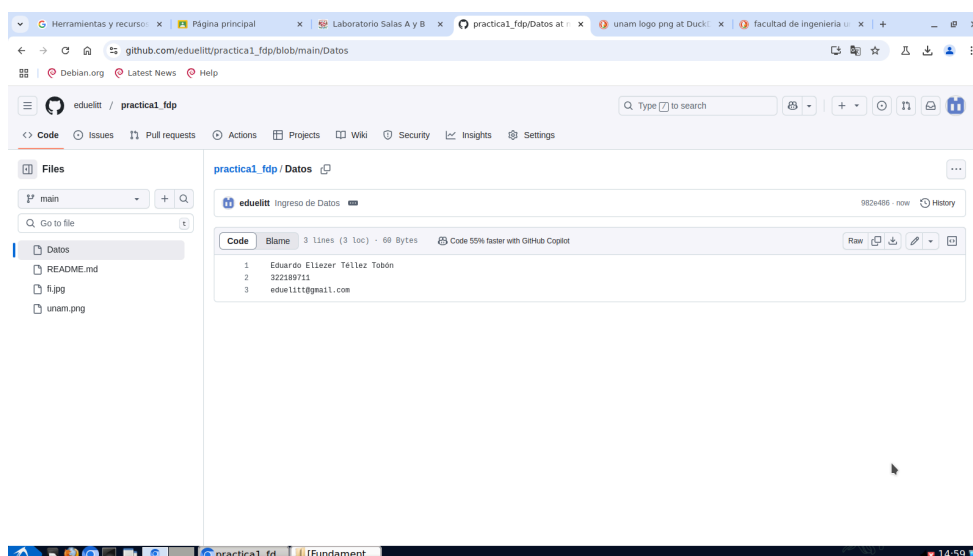 Herramientas y recursos
Página principal
Laboratorio Salas A y B
practica1_fdp/Datos at
unam logo png at Duck
facultad de ingenieria u
github.com/eduelitt/practica1_fdp/blob/main/Datos
Debian.org
Latest News
Help
eduelitt / practica1_fdp
Type / to search
Code
Issues
Pull requests
Actions
Projects
Wiki
Security
Insights
Settings
Files
main
Go to file
t
Datos
README.md
fi.jpg
unam.png
practica1_fdp / Datos
eduelitt Ingreso de Datos
982e486 · now
History
Code
Blame
3 lines (3 loc) · 60 Bytes
Code 55% faster with GitHub Copilot
Raw
1 Eduardo Eliezer Téllez Tobón
2 322189711
3 eduelitt@gmail.com
practica1_fd
[Fundament
14:59